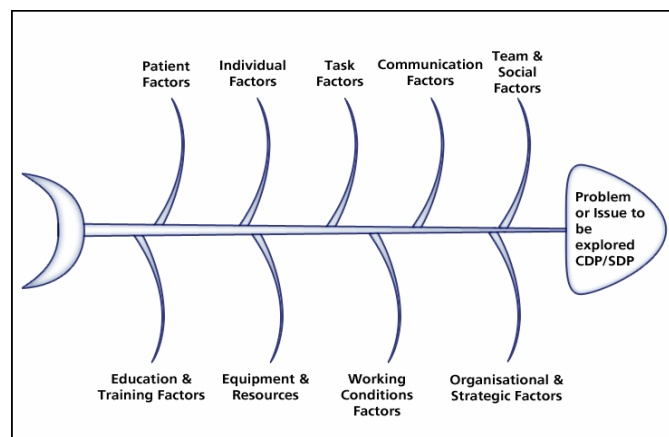 Patient
Factors
Individual
Factors
Task
Factors
Communication
Factors
Team &
Social
Factors
Problem
or Issue to
be
explored
CDP/SDP
Education &
Training Factors
Equipment &
Resources
Working
Conditions
Factors
Organisational &
Strategic Factors